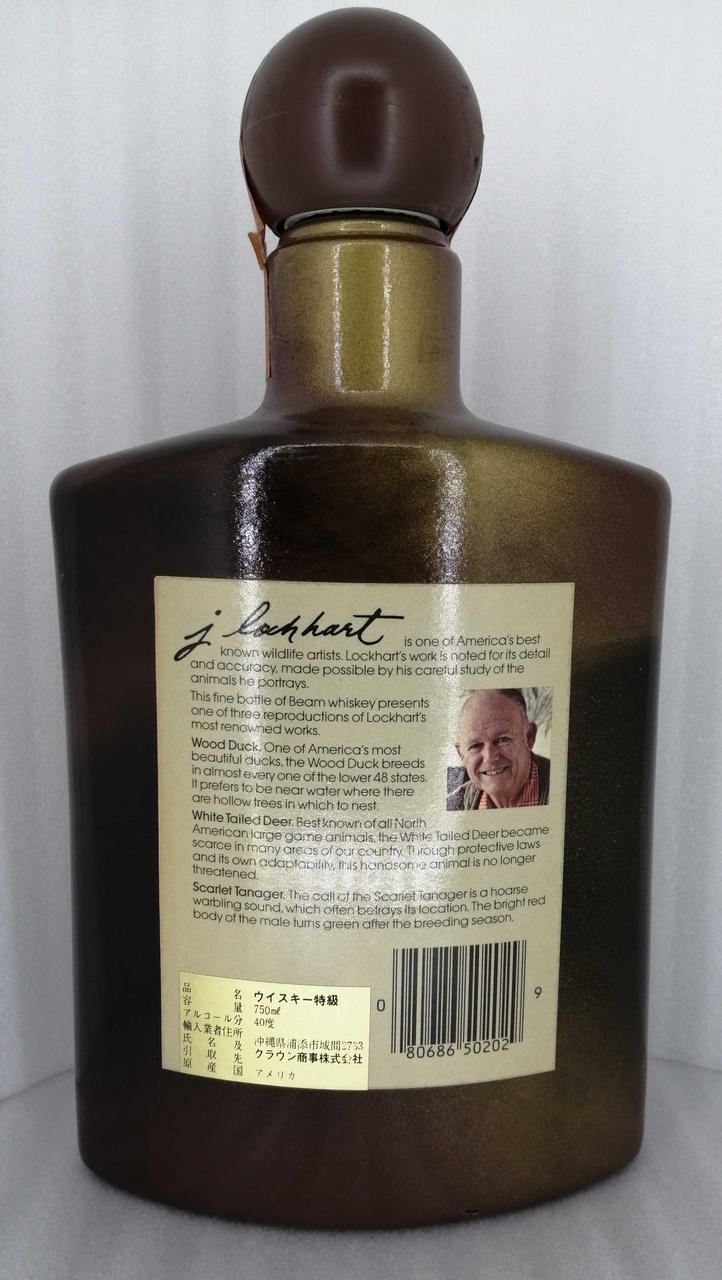 j lockhart is one of America's best
known wildlife artists. Lockhart's work is noted for its detail
and accuracy, made possible by his careful study of the
animals he portrays.
This fine bottle of Beam whiskey presents
one of three reproductions of Lockhart's
most renowned works.
Wood Duck. One of America's most
beautiful ducks, the Wood Duck breeds
in almost every one of the lower 48 states.
It prefers to be near water where there
are hollow trees in which to nest.
White Tailed Deer. Best known of all North
American large game animals, the White Tailed Deer became
scarce in many areas of our country. Through protective laws
and its own adaptability, this handsome animal is no longer
threatened.
Scarlet Tanager. The call of the Scarlet Tanager is a hoarse
warbling sound, which often betrays its location. The bright red
body of the male turns green after the breeding season.
品名 ウイスキー特級
容量 750㎖
アルコール分 40度
輸入業者住所 沖縄県浦添市城間2733
氏名及 クラウン商事株式会社
引取先
原産国 アメリカ
0 80686 50202 9